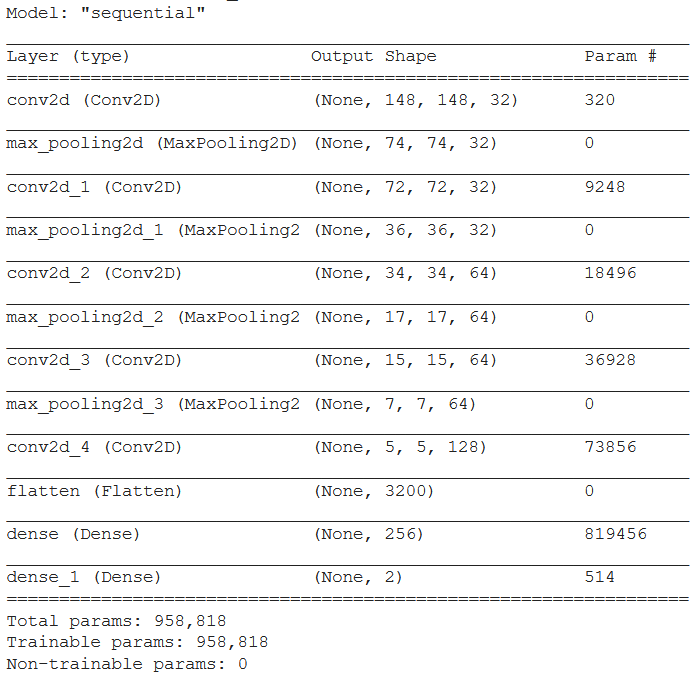 Model: "sequential"
Layer (type) Output Shape Param #
conv2d (Conv2D) (None, 148, 148, 32) 320
max_pooling2d (MaxPooling2D) (None, 74, 74, 32) 0
conv2d_1 (Conv2D) (None, 72, 72, 32) 9248
max_pooling2d_1 (MaxPooling2 (None, 36, 36, 32) 0
conv2d_2 (Conv2D) (None, 34, 34, 64) 18496
max_pooling2d_2 (MaxPooling2 (None, 17, 17, 64) 0
conv2d_3 (Conv2D) (None, 15, 15, 64) 36928
max_pooling2d_3 (MaxPooling2 (None, 7, 7, 64) 0
conv2d_4 (Conv2D) (None, 5, 5, 128) 73856
flatten (Flatten) (None, 3200) 0
dense (Dense) (None, 256) 819456
dense_1 (Dense) (None, 2) 514
Total params: 958,818
Trainable params: 958,818
Non-trainable params: 0